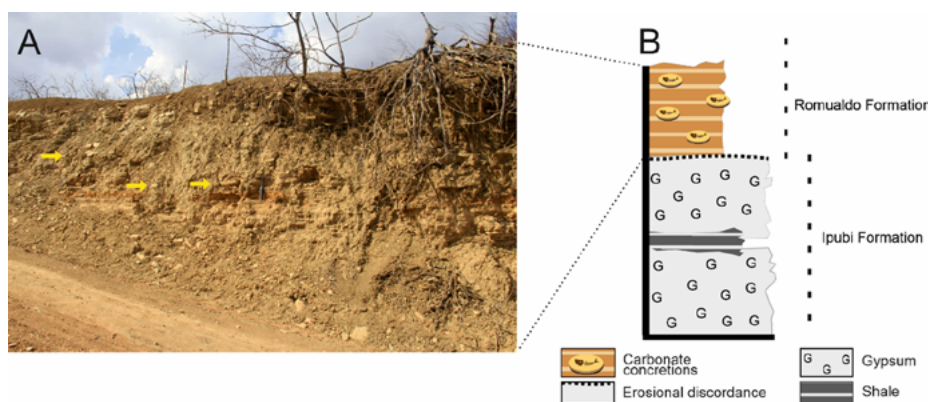 A
B
Romualdo Formation
G G G
G G
G G G
Ipubi Formation
G G G
G G
G G G
G G
Carbonate
concretions
Erosional discordance
G G
G
Gypsum
Shale